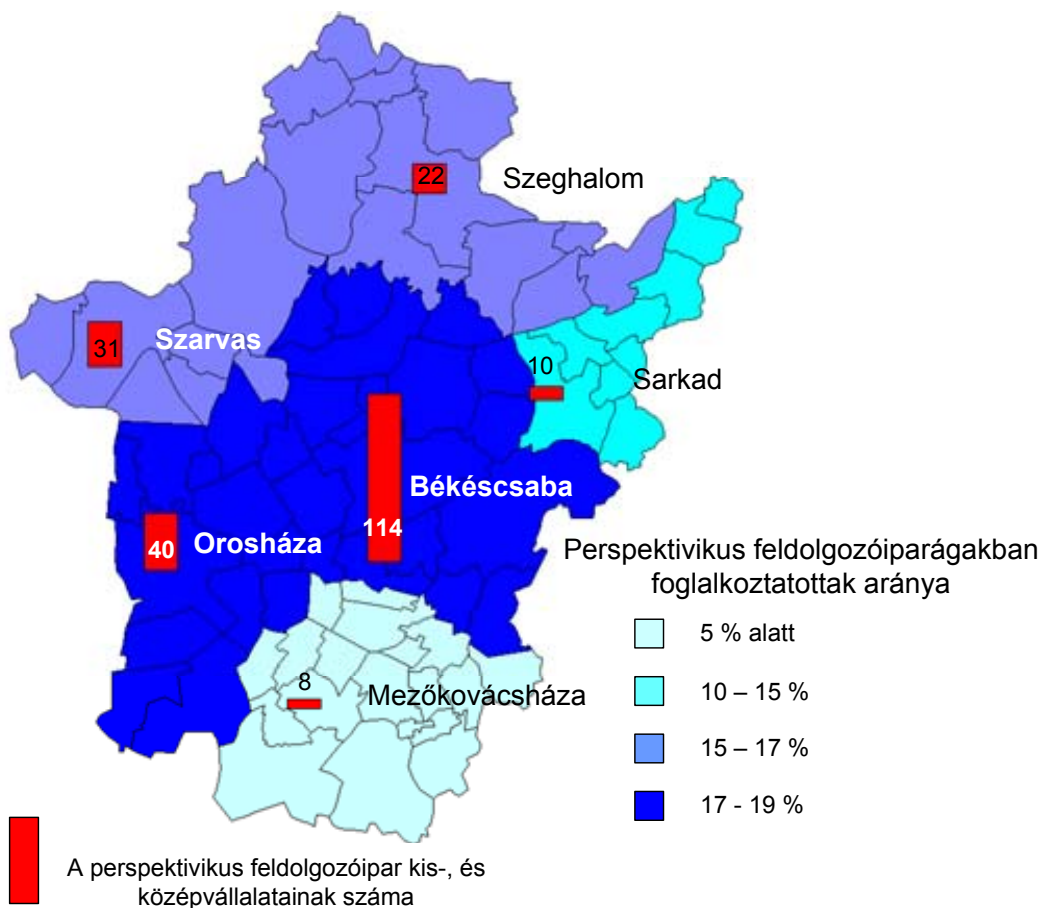 22
Szeghalom
31
Szarvas
10
Sarkad
Békéscsaba
114
40
Orosháza
Perspektivikus feldolgozóiparágakban
foglalkoztatottak aránya
5 % alatt
8
Mezőkovácsháza
10 – 15 %
15 – 17 %
17 - 19 %
A perspektivikus feldolgozóipar kis-, és
középvállalatainak száma